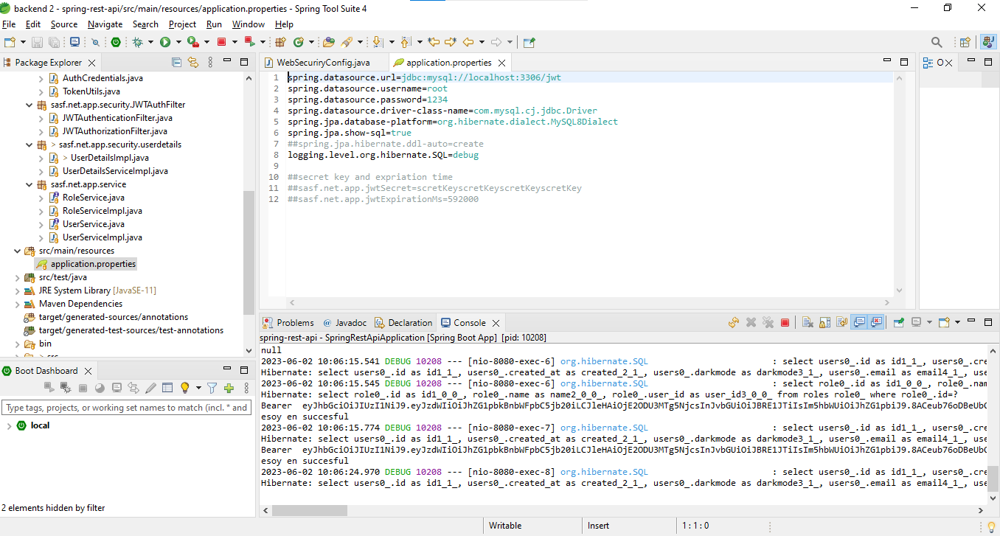 backend 2 - spring-rest-api/src/main/resources/application.properties - Spring Tool Suite 4
File Edit Source Navigate Search Project Run Window Help
Package Explorer
AuthCredentials.java
TokenUtils.java
sasf.net.app.security.JWTAuthFilter
JWTAuthenticationFilter.java
JWTAuthorizationFilter.java
> sasf.net.app.security.userdetails
> UserDetailsImpl.java
UserDetailsServiceImpl.java
sasf.net.app.service
RoleService.java
RoleServiceImpl.java
UserService.java
UserServiceImpl.java
src/main/resources
application.properties
src/test/java
JRE System Library [JavaSE-11]
Maven Dependencies
target/generated-sources/annotations
target/generated-test-sources/test-annotations
bin
> src
Boot Dashboard
Type tags, projects, or working set names to match (incl. * and
local
2 elements hidden by filter
WebSecuriryConfig.java
application.properties
O
1 spring.datasource.url=jdbc:mysql://localhost:3306/jwt
2 spring.datasource.username=root
3 spring.datasource.password=1234
4 spring.datasource.driver-class-name=com.mysql.cj.jdbc.Driver
5 spring.jpa.database-platform=org.hibernate.dialect.MySQL8Dialect
6 spring.jpa.show-sql=true
7 ##spring.jpa.hibernate.ddl-auto=create
8 logging.level.org.hibernate.SQL=debug
9
10 ##secret key and expriation time
11 ##sasf.net.app.jwtSecret=scretKeyscretKeyscretKeyscretKey
12 ##sasf.net.app.jwtExpirationMs=592000
Problems @ Javadoc Declaration Console
spring-rest-api - SpringRestApiApplication [Spring Boot App] [pid: 10208]
null
2023-06-02 10:06:15.541 DEBUG 10208 --- [nio-8080-exec-6] org.hibernate.SQL : select users0_.id as id1_1_, users0_.cre
Hibernate: select users0_.id as id1_1_, users0_.created_at as created_2_1_, users0_.darkmode as darkmode3_1_, users0_.email as email4_1_, use
2023-06-02 10:06:15.545 DEBUG 10208 --- [nio-8080-exec-6] org.hibernate.SQL : select role0_.id as id1_0_0_, role0_.nam
Hibernate: select role0_.id as id1_0_0_, role0_.name as name2_0_0_, role0_.user_id as user_id3_0_0_ from roles role0_ where role0_.id=?
Bearer eyJhbGciOiJIUzI1NiJ9.eyJzdWIiOiJhZG1pbkBnbWFpbC5jb20iLCJleHAiOjE2ODU3MTg5NjcsInJvbGUiOiJBRE1JTiIsIm5hbWUiOiJhZG1pbiJ9.8ACeub76oDBeUbG
esoy en succesful
2023-06-02 10:06:15.774 DEBUG 10208 --- [nio-8080-exec-7] org.hibernate.SQL : select users0_.id as id1_1_, users0_.cre
Hibernate: select users0_.id as id1_1_, users0_.created_at as created_2_1_, users0_.darkmode as darkmode3_1_, users0_.email as email4_1_, use
Bearer eyJhbGciOiJIUzI1NiJ9.eyJzdWIiOiJhZG1pbkBnbWFpbC5jb20iLCJleHAiOjE2ODU3MTg5NjcsInJvbGUiOiJBRE1JTiIsIm5hbWUiOiJhZG1pbiJ9.8ACeub76oDBeUbG
esoy en succesful
2023-06-02 10:06:24.970 DEBUG 10208 --- [nio-8080-exec-8] org.hibernate.SQL : select users0_.id as id1_1_, users0_.cre
Hibernate: select users0_.id as id1_1_, users0_.created_at as created_2_1_, users0_.darkmode as darkmode3_1_, users0_.email as email4_1_, use
Writable Insert 1 : 1 : 0